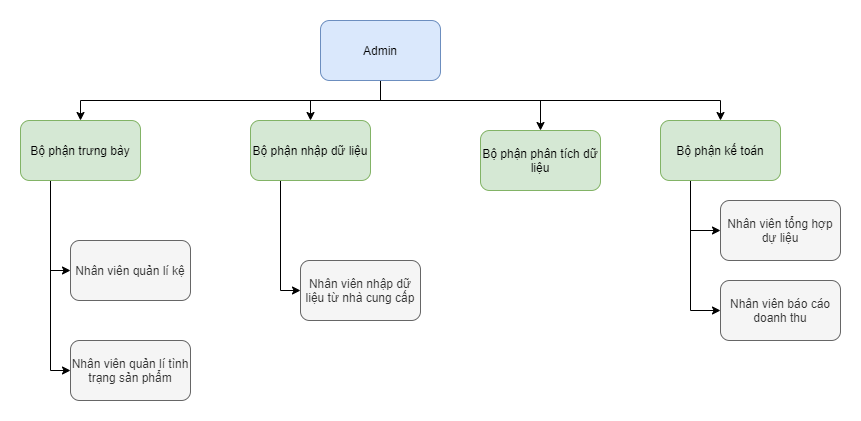 Admin
Bộ phận trưng bày
Bộ phận nhập dữ liệu
Bộ phận phân tích dữ
liệu
Bộ phận kế toán
Nhân viên quản lí kệ
Nhân viên quản lí tình
trạng sản phẩm
Nhân viên nhập dữ
liệu từ nhà cung cấp
Nhân viên tổng hợp
dự liệu
Nhân viên báo cáo
doanh thu